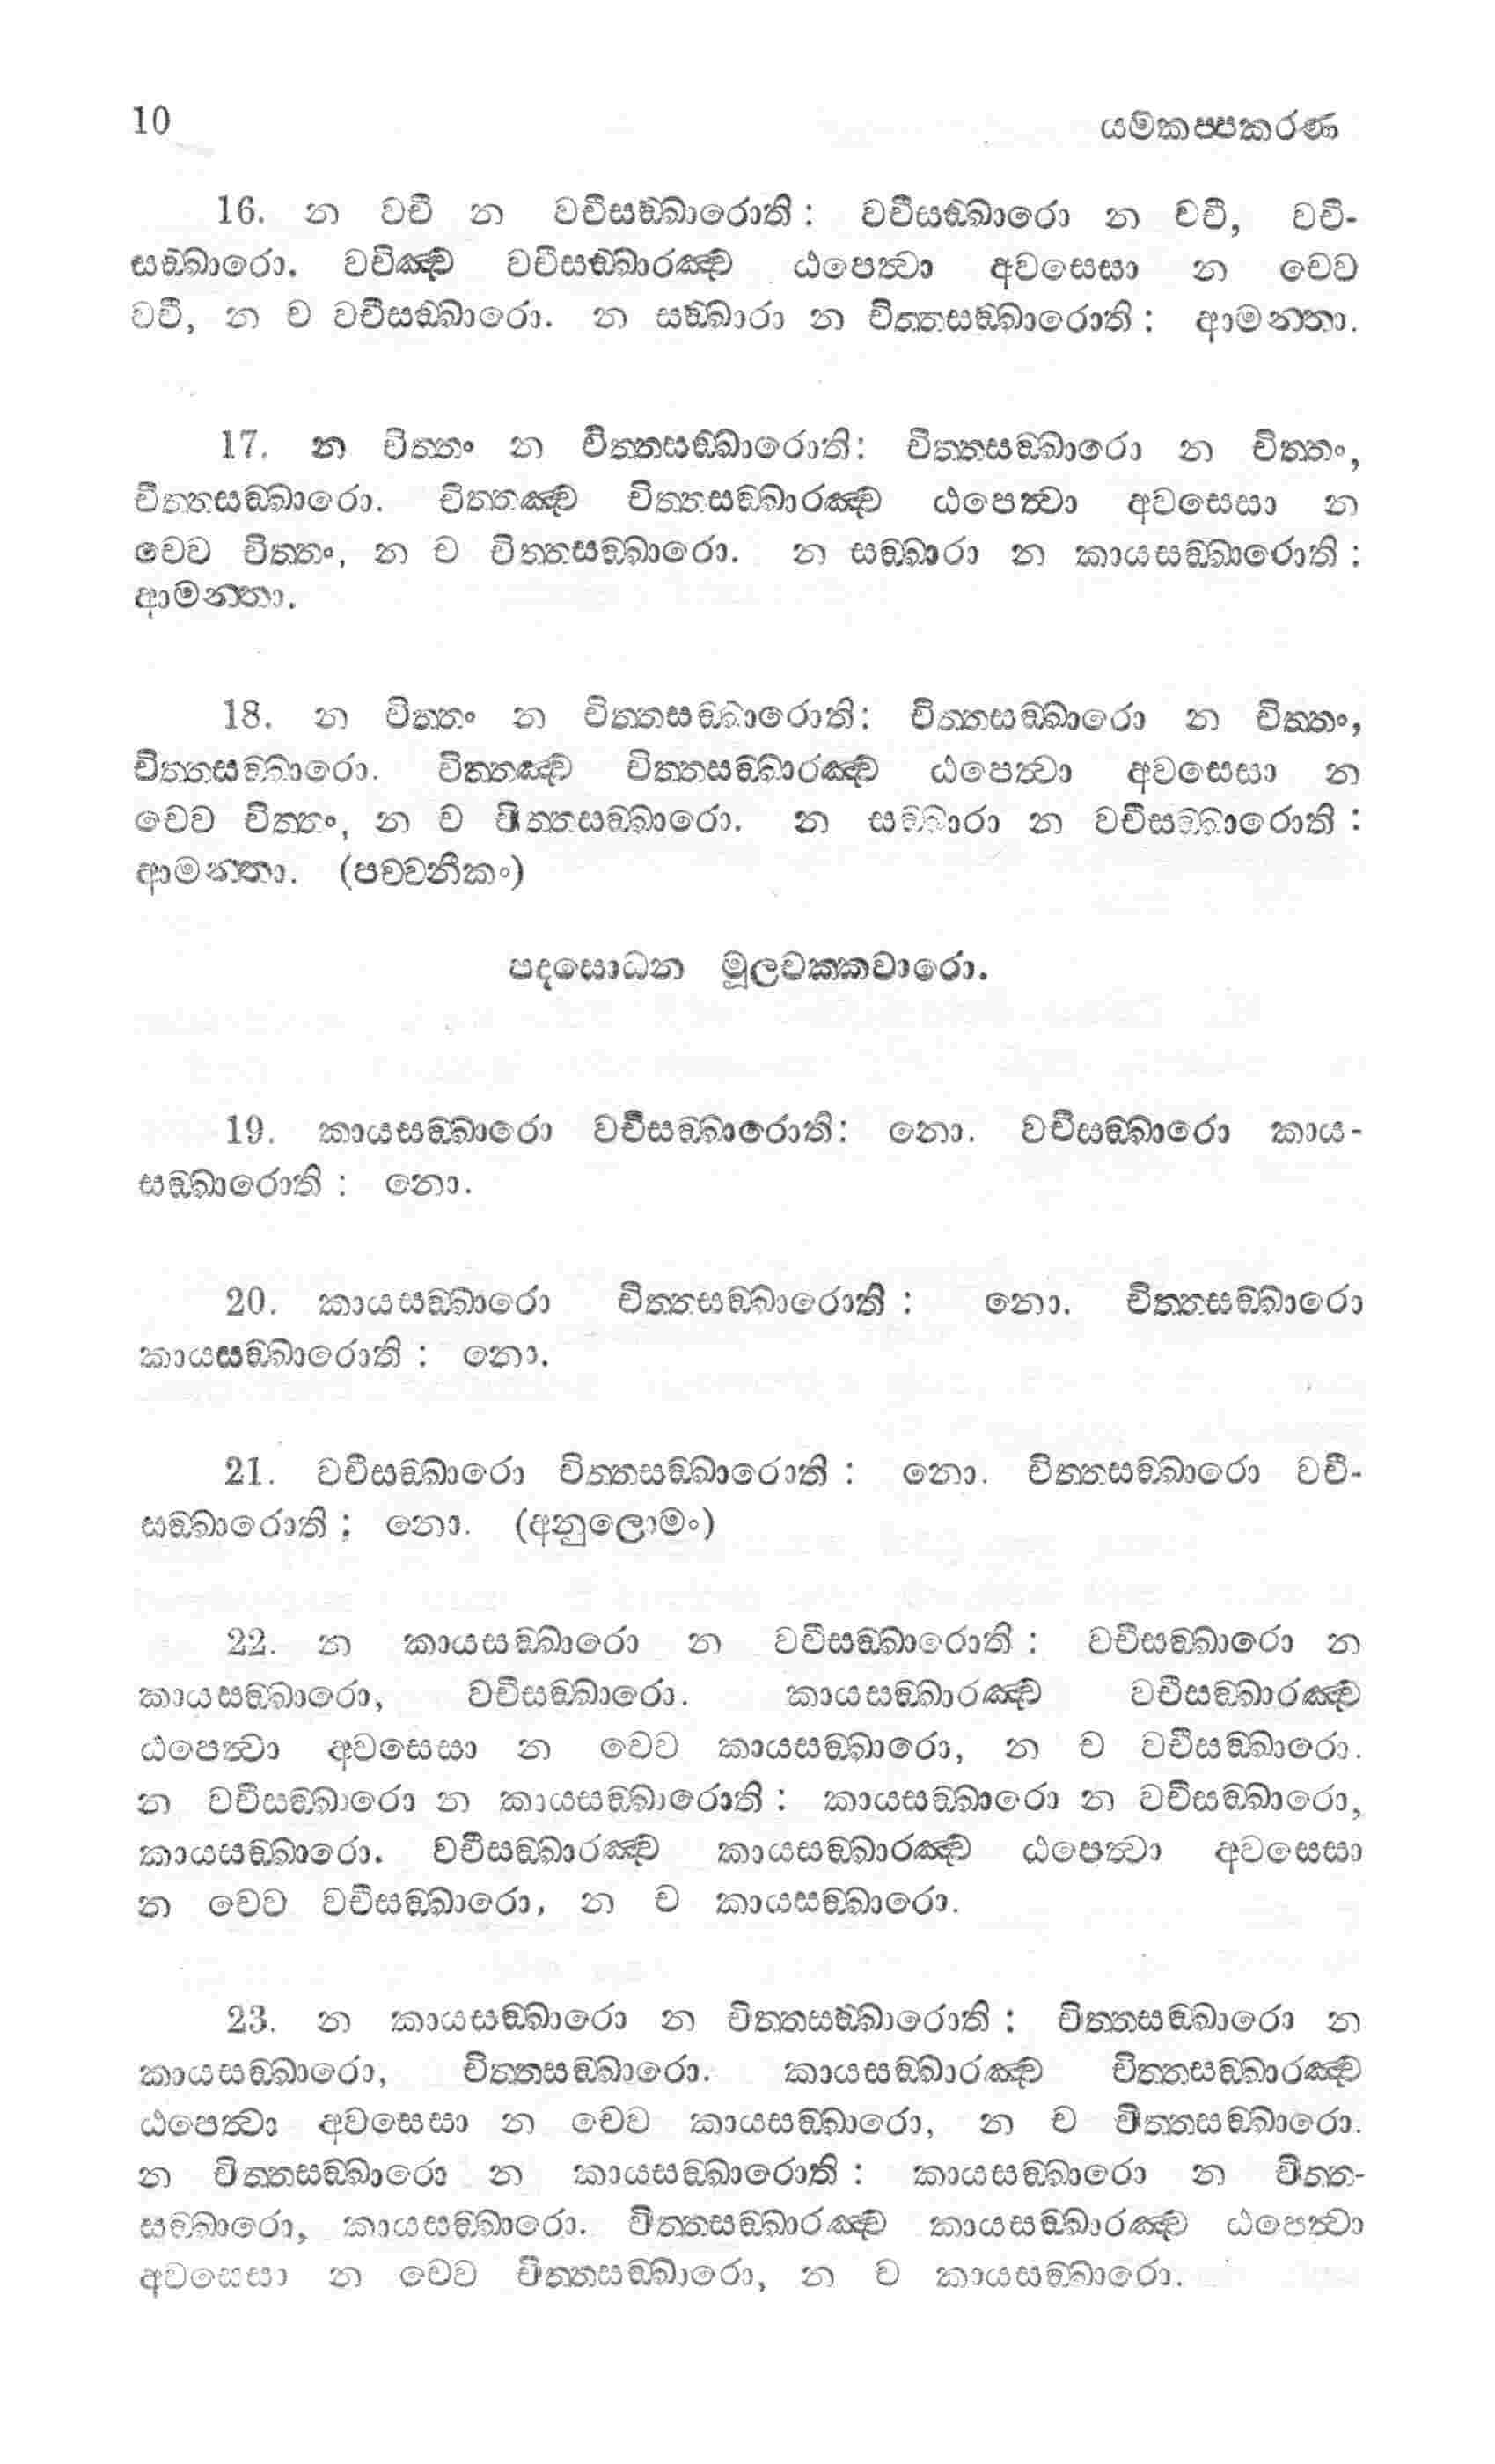 10 යමකප්පකරණ
16. න වචී න වචීසඞ්ඛාරොති: වචීසඞ්ඛාරො න වචී, වචී-
සඞ්ඛාරො. වචිඤ්ච වචීසඞ්ඛාරඤ්ච ඨපෙත්වා අවසෙසා න චෙව
වචී, න ච වචීසඞ්ඛාරො. න සඞ්ඛාරා න චිත්තසඞ්ඛාරොති: ආමන්තා.
17. න චිත්තං න චිත්තසඞ්ඛාරොති: චිත්තසඞ්ඛාරො න චිත්තං,
චිත්තසඞ්ඛාරො. චිත්තඤ්ච චිත්තසඞ්ඛාරඤ්ච ඨපෙත්වා අවසෙසා න
චෙව චිත්තං, න ච චිත්තසඞ්ඛාරො. න සඞ්ඛාරා න කායසඞ්ඛාරොති:
ආමන්තා.
18. න චිත්තං න චිත්තසඞ්ඛාරොති: චිත්තසඞ්ඛාරො න චිත්තං,
චිත්තසඞ්ඛාරො. චිත්තඤ්ච චිත්තසඞ්ඛාරඤ්ච ඨපෙත්වා අවසෙසා න
චෙව චිත්තං, න ච චිත්තසඞ්ඛාරො. න සඞ්ඛාරා න වචීසඞ්ඛාරොති:
ආමන්තා. (පච්චනීකං)
පදසොධන මූලචක්කවාරො.
19. කායසඞ්ඛාරො වචීසඞ්ඛාරොති: නො. වචීසඞ්ඛාරො කාය-
සඞ්ඛාරොති: නො.
20. කායසඞ්ඛාරො චිත්තසඞ්ඛාරොති: නො. චිත්තසඞ්ඛාරො
කායසඞ්ඛාරොති: නො.
21. වචීසඞ්ඛාරො චිත්තසඞ්ඛාරොති: නො. චිත්තසඞ්ඛාරො වචී-
සඞ්ඛාරොති; නො. (අනුලොමං)
22. න කායසඞ්ඛාරො න වචීසඞ්ඛාරොති: වචීසඞ්ඛාරො න
කායසඞ්ඛාරො, වචීසඞ්ඛාරො. කායසඞ්ඛාරඤ්ච වචීසඞ්ඛාරඤ්ච
ඨපෙත්වා අවසෙසා න චෙව කායසඞ්ඛාරො, න ච වචීසඞ්ඛාරො.
න වචීසඞ්ඛාරො න කායසඞ්ඛාරොති: කායසඞ්ඛාරො න වචීසඞ්ඛාරො,
කායසඞ්ඛාරො. වචීසඞ්ඛාරඤ්ච කායසඞ්ඛාරඤ්ච ඨපෙත්වා අවසෙසා
න චෙව වචීසඞ්ඛාරො, න ච කායසඞ්ඛාරො.
23. න කායසඞ්ඛාරො න චිත්තසඞ්ඛාරොති: චිත්තසඞ්ඛාරො න
කායසඞ්ඛාරො, චිත්තසඞ්ඛාරො. කායසඞ්ඛාරඤ්ච චිත්තසඞ්ඛාරඤ්ච
ඨපෙත්වා අවසෙසා න චෙව කායසඞ්ඛාරො, න ච චිත්තසඞ්ඛාරො.
න චිත්තසඞ්ඛාරො න කායසඞ්ඛාරොති: කායසඞ්ඛාරො න චිත්ත-
සඞ්ඛාරො, කායසඞ්ඛාරො. චිත්තසඞ්ඛාරඤ්ච කායසඞ්ඛාරඤ්ච ඨපෙත්වා
අවසෙසා න චෙව චිත්තසඞ්ඛාරො, න ච කායසඞ්ඛාරො.